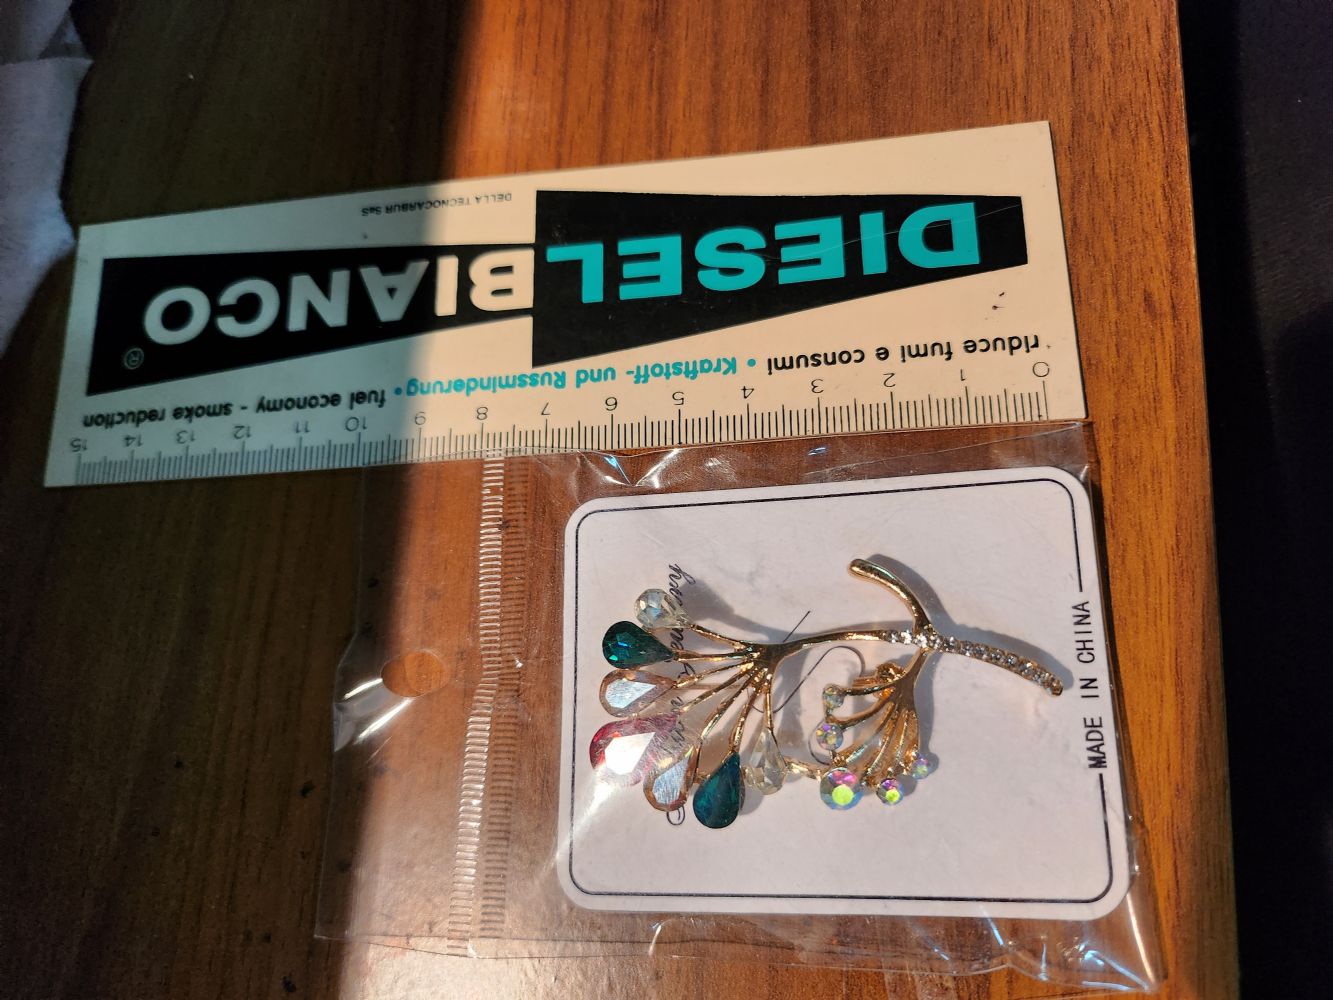 0 1 2 3 4 5 6 7 8 9 10 11 12 13 14 15
riduce fumi e consumi • Kraftstoff- und Russminderung • fuel economy - smoke reduction
DIESEL BIANCO ®
DELLA TECNOCARBUR SaS
MADE IN CHINA